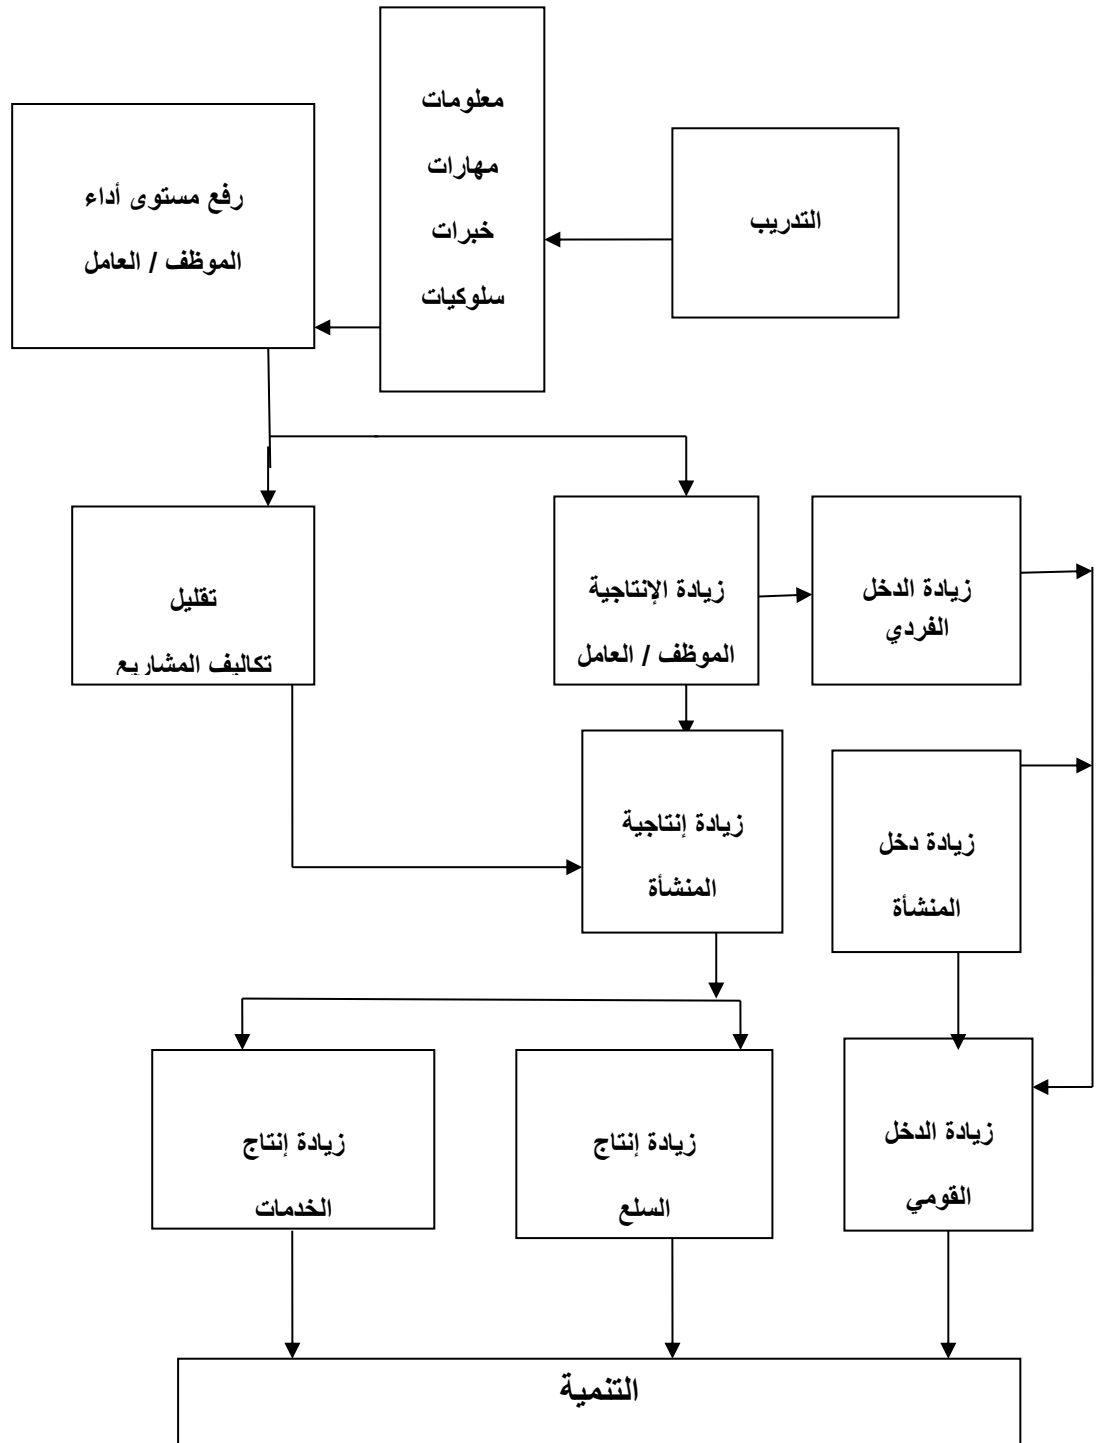 معلومات
مهارات
خبرات
سلوكيات
التدريب
رفع مستوى أداء
الموظف / العامل
تقليل
تكاليف المشاريع
زيادة الإنتاجية
الموظف / العامل
زيادة الدخل
الفردي
زيادة إنتاجية
المنشأة
زيادة دخل
المنشأة
زيادة إنتاج
الخدمات
زيادة إنتاج
السلع
زيادة الدخل
القومي
التنمية